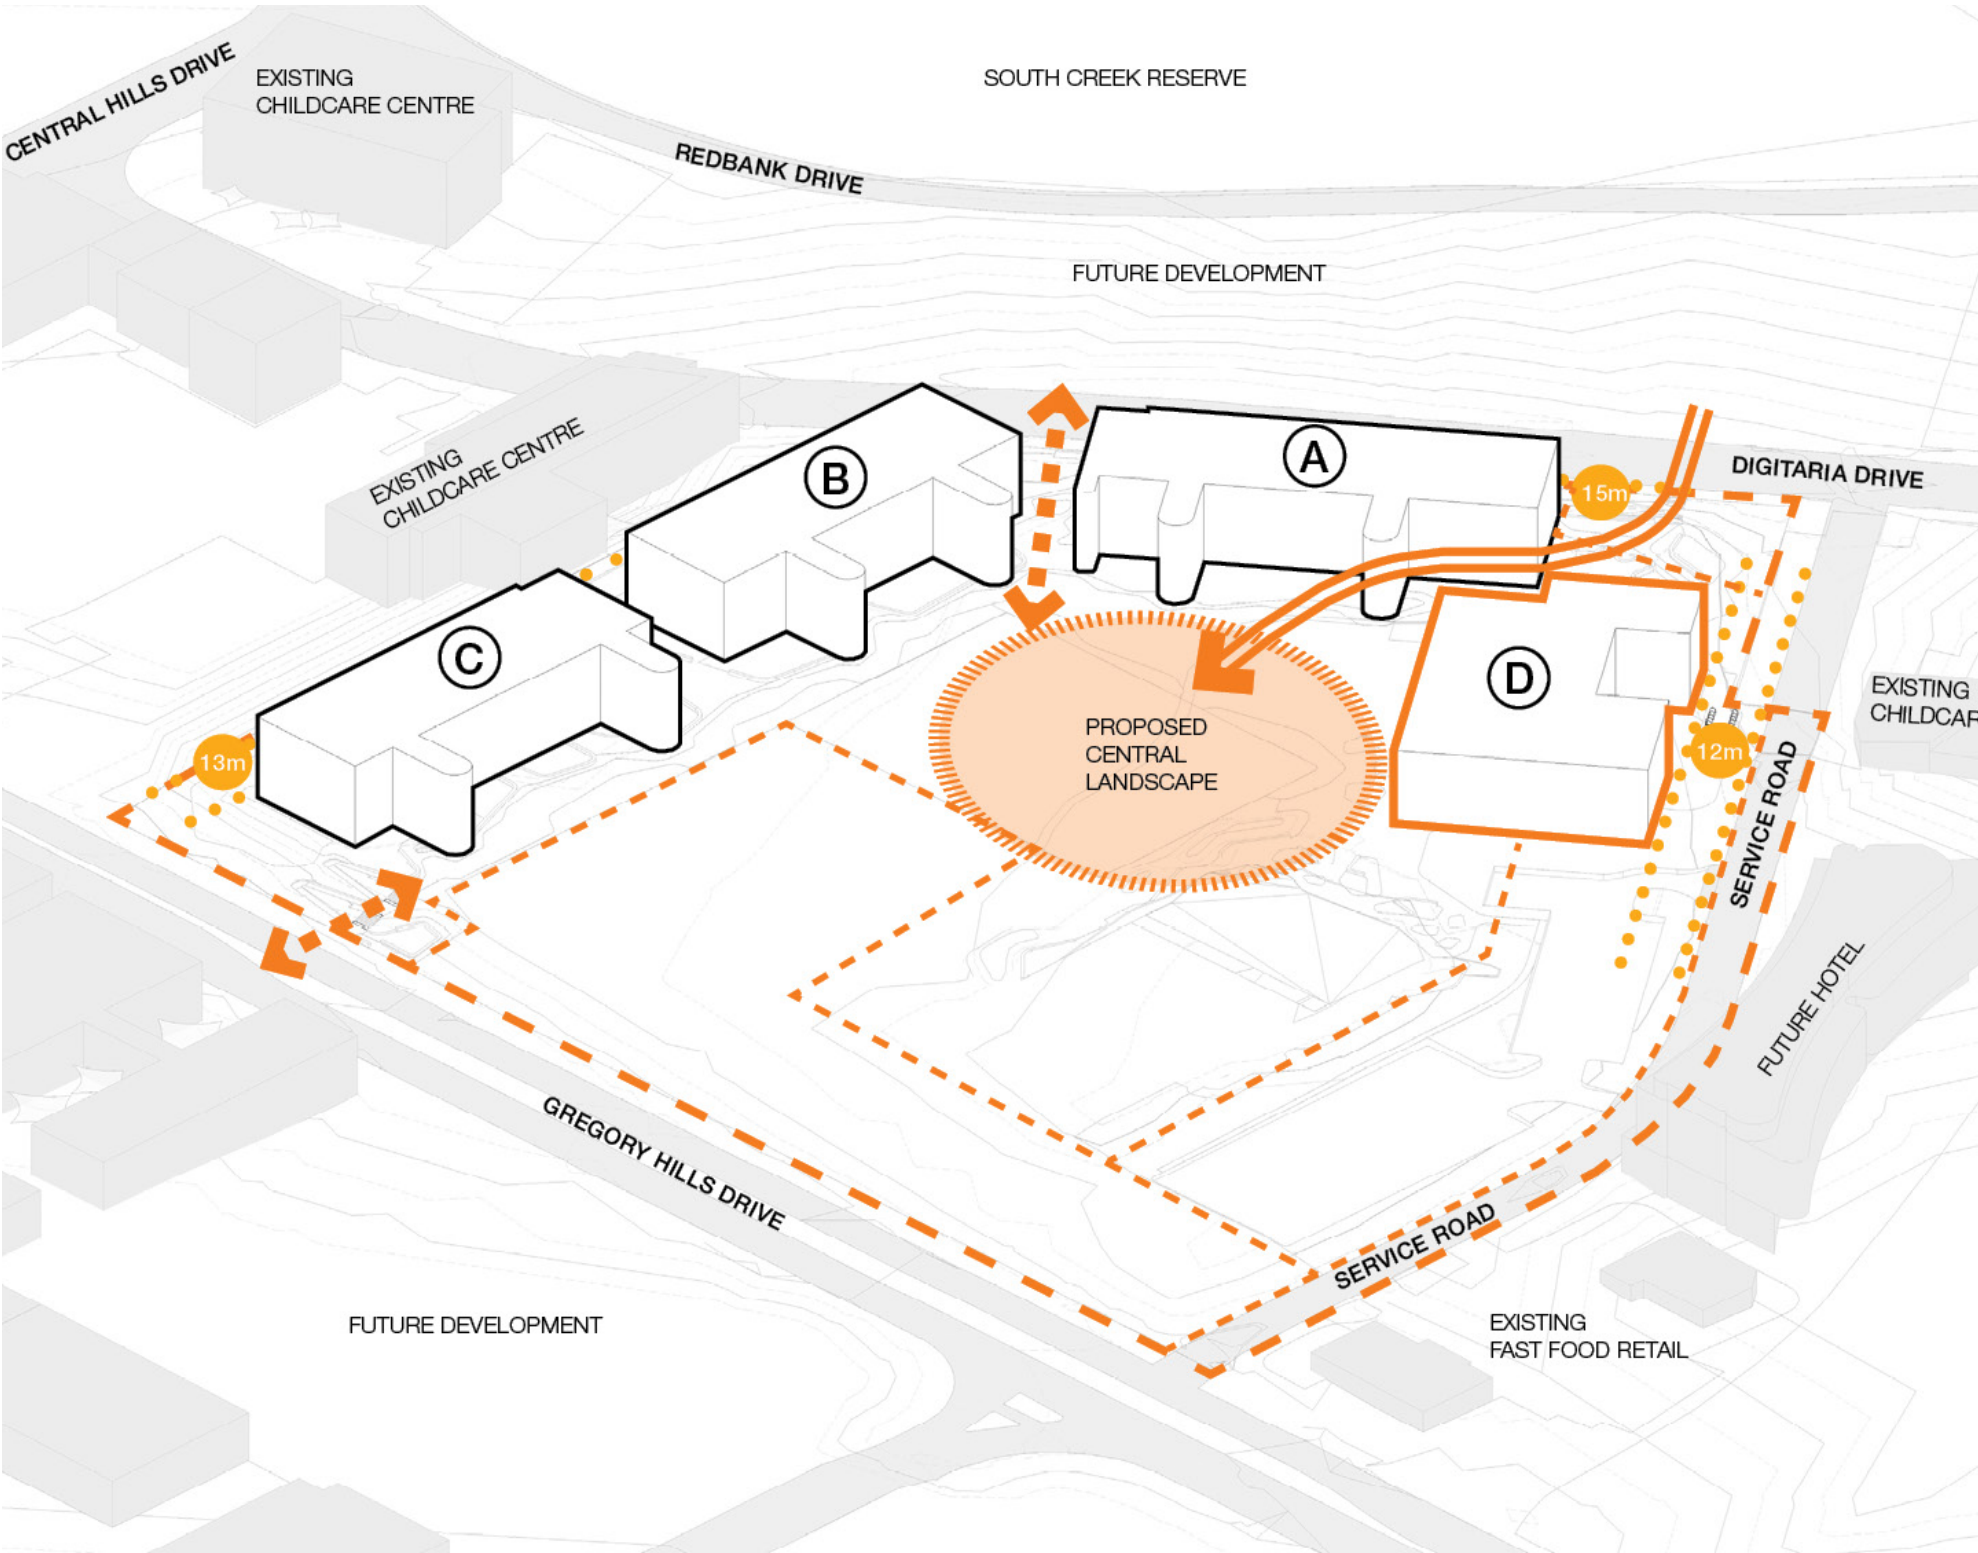 CENTRAL HILLS DRIVE
EXISTING
CHILDCARE CENTRE
SOUTH CREEK RESERVE
REDBANK DRIVE
FUTURE DEVELOPMENT
EXISTING
CHILDCARE CENTRE
B
A
15m
DIGITARIA DRIVE
C
D
EXISTING
CHILDCAR
13m
PROPOSED
CENTRAL
LANDSCAPE
12m
SERVICE ROAD
FUTURE HOTEL
GREGORY HILLS DRIVE
SERVICE ROAD
FUTURE DEVELOPMENT
EXISTING
FAST FOOD RETAIL